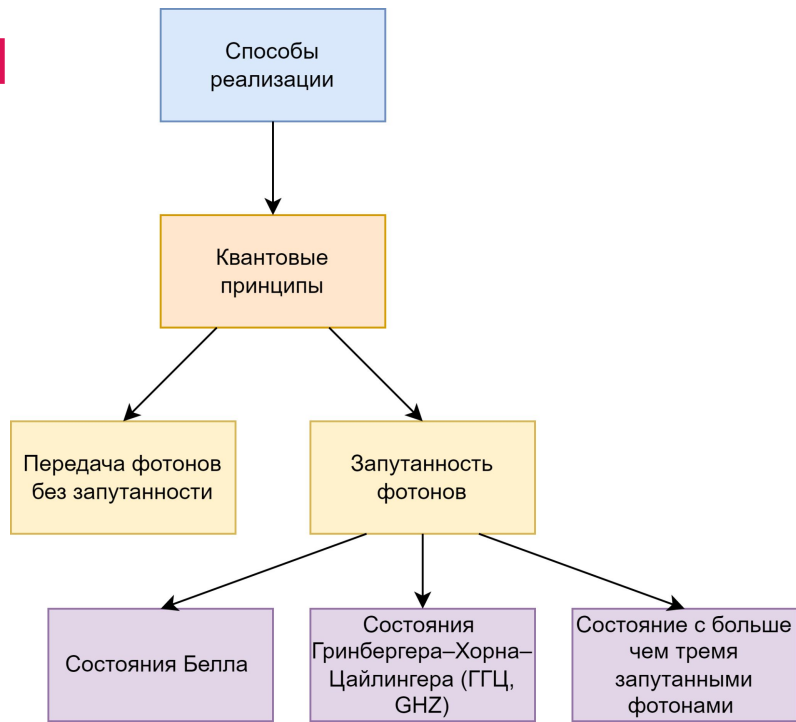 Способы
реализации
Квантовые
принципы
Передача фотонов
без запутанности
Запутанность
фотонов
Состояния Белла
Состояния
Гринбергера–Хорна–
Цайлингера (ГГЦ,
GHZ)
Состояние с больше
чем тремя
запутанными
фотонами